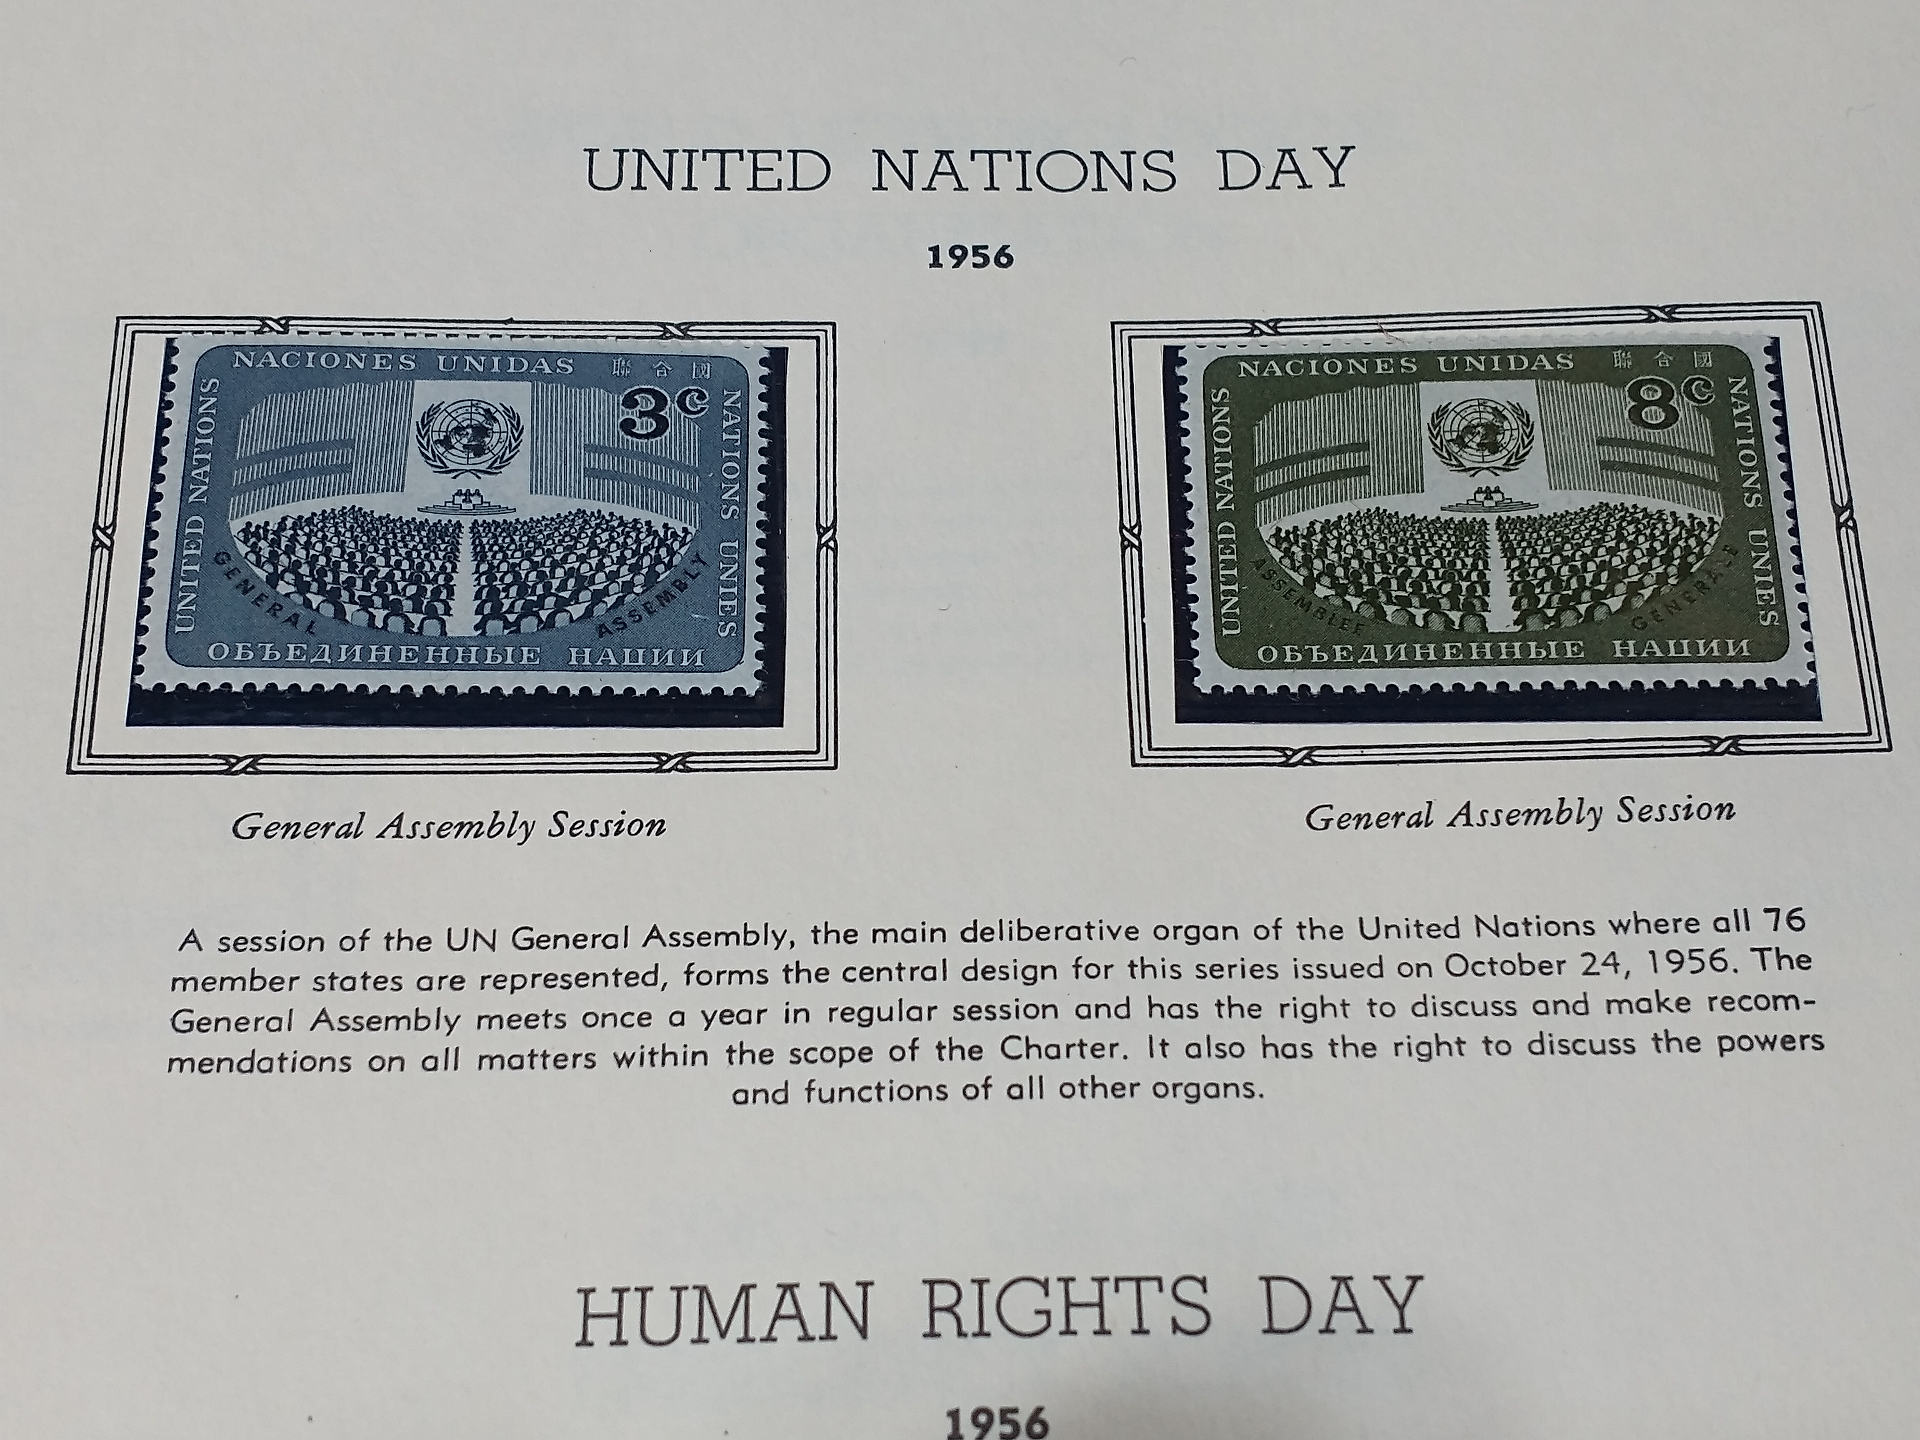 UNITED NATIONS DAY
1956
NACIONES UNIDAS 聯合國
3c
UNITED NATIONS
NATIONS UNIES
GENERAL ASSEMBLY
ОБЪЕДИНЕННЫЕ НАЦИИ
NACIONES UNIDAS 聯合國
8c
UNITED NATIONS
NATIONS UNIES
ASSEMBLEE GENERALE
ОБЪЕДИНЕННЫЕ НАЦИИ
General Assembly Session
General Assembly Session
A session of the UN General Assembly, the main deliberative organ of the United Nations where all 76
member states are represented, forms the central design for this series issued on October 24, 1956. The
General Assembly meets once a year in regular session and has the right to discuss and make recom-
mendations on all matters within the scope of the Charter. It also has the right to discuss the powers
and functions of all other organs.
HUMAN RIGHTS DAY
1956